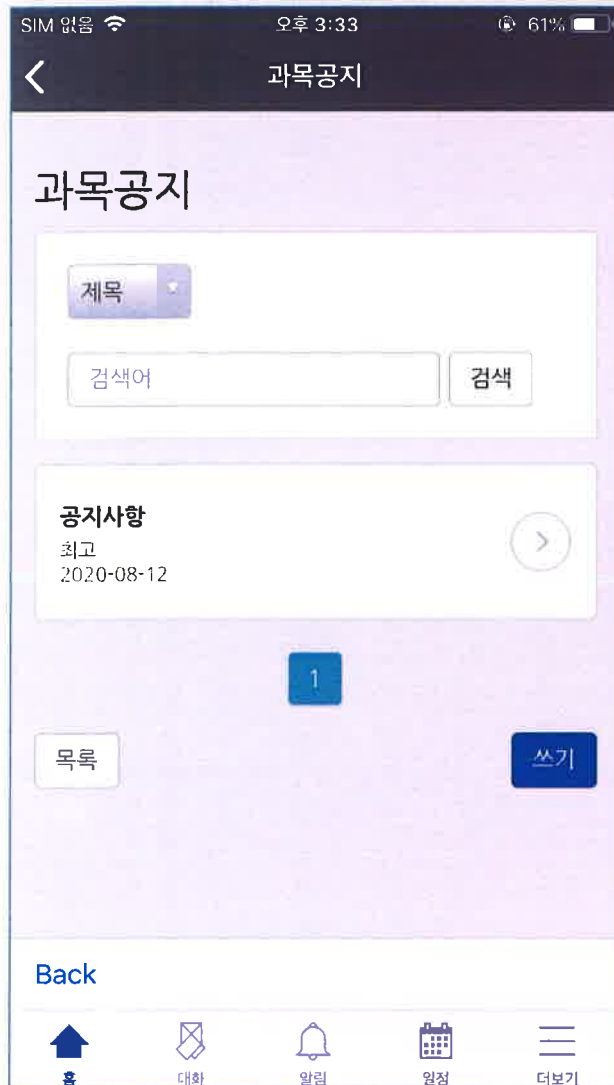 SIM 없음 오후 3:33 61%
과목공지
과목공지
제목
검색어 검색
공지사항
최고
2020-08-12
1
목록 쓰기
Back
홈 대화 알림 일정 더보기